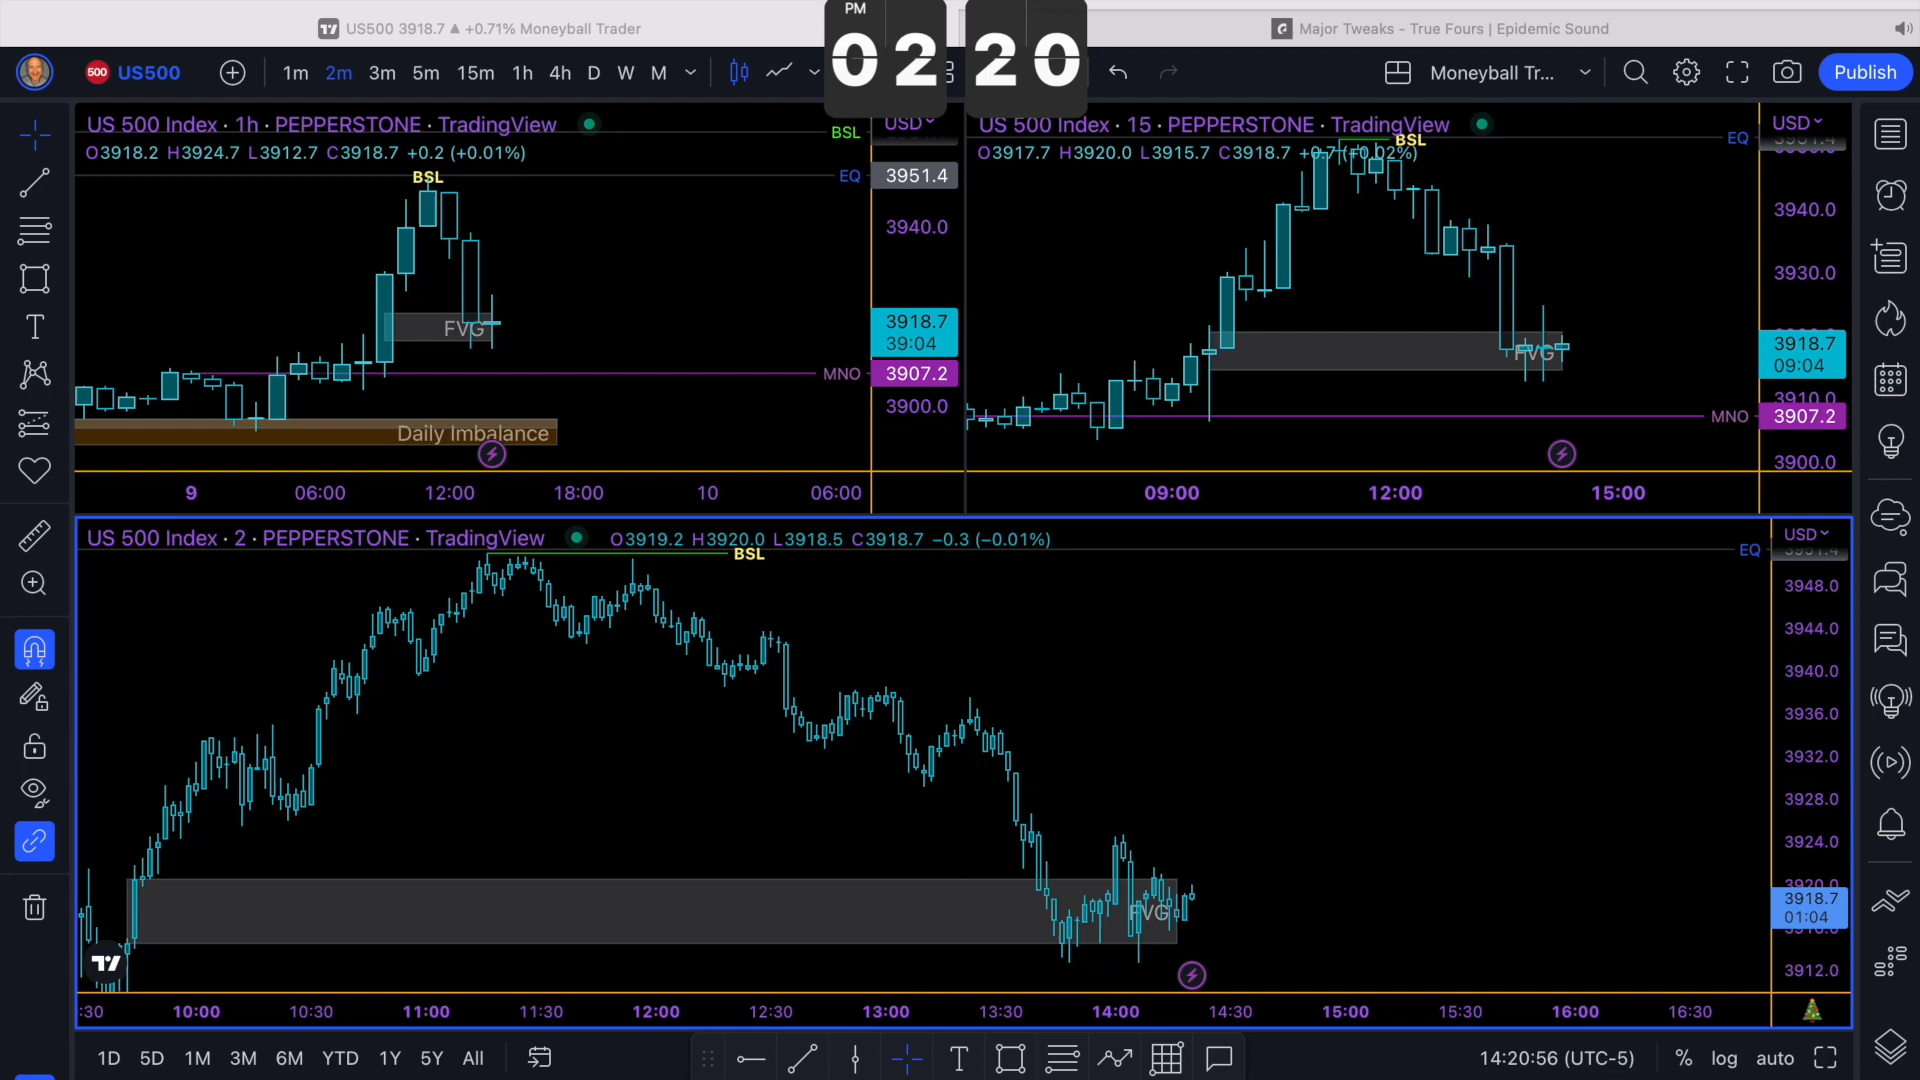 US500 3918.7 ▲ +0.71% Moneyball Trader
PM
02 20
Major Tweaks - True Fours | Epidemic Sound
500 US500
1m 2m 3m 5m 15m 1h 4h D W M
Moneyball Tr...
Publish
US 500 Index · 1h · PEPPERSTONE · TradingView
O3918.2 H3924.7 L3912.7 C3918.7 +0.2 (+0.01%)
BSL
USD
BSL
EQ
3951.4
3940.0
3918.7
39:04
FVG
MNO
3907.2
3900.0
Daily Imbalance
9 06:00 12:00 18:00 10 06:00
US 500 Index · 15 · PEPPERSTONE · TradingView
O3917.7 H3920.0 L3915.7 C3918.7 +0.7 (+0.02%)
BSL
EQ
USD
3940.0
3930.0
3918.7
09:04
FVG
3910.0
MNO
3907.2
3900.0
09:00 12:00 15:00
US 500 Index · 2 · PEPPERSTONE · TradingView
O3919.2 H3920.0 L3918.5 C3918.7 −0.3 (−0.01%)
BSL
EQ
USD
3951.4
3948.0
3944.0
3940.0
3936.0
3932.0
3928.0
3924.0
3920.0
3918.7
01:04
FVG
3912.0
:30 10:00 10:30 11:00 11:30 12:00 12:30 13:00 13:30 14:00 14:30 15:00 15:30 16:00 16:30
1D 5D 1M 3M 6M YTD 1Y 5Y All
14:20:56 (UTC-5)
% log auto